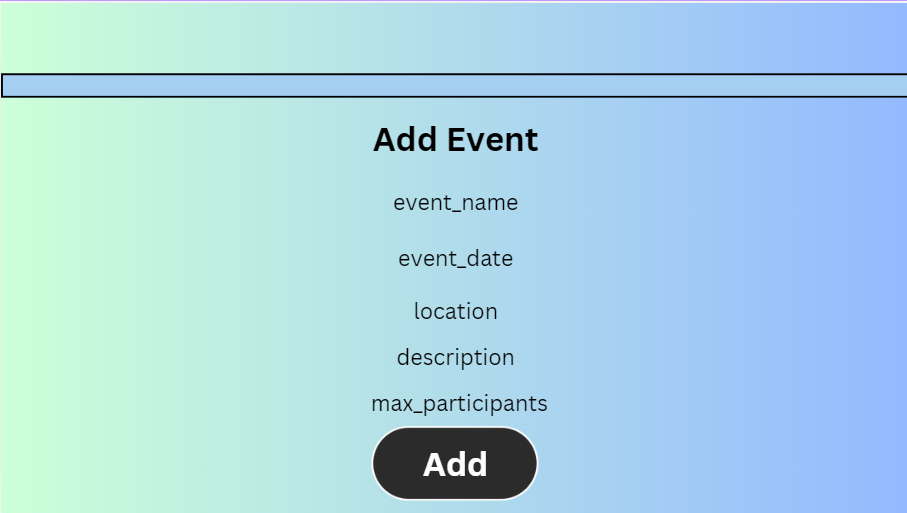 Add Event
event_name
event_date
location
description
max_participants
Add